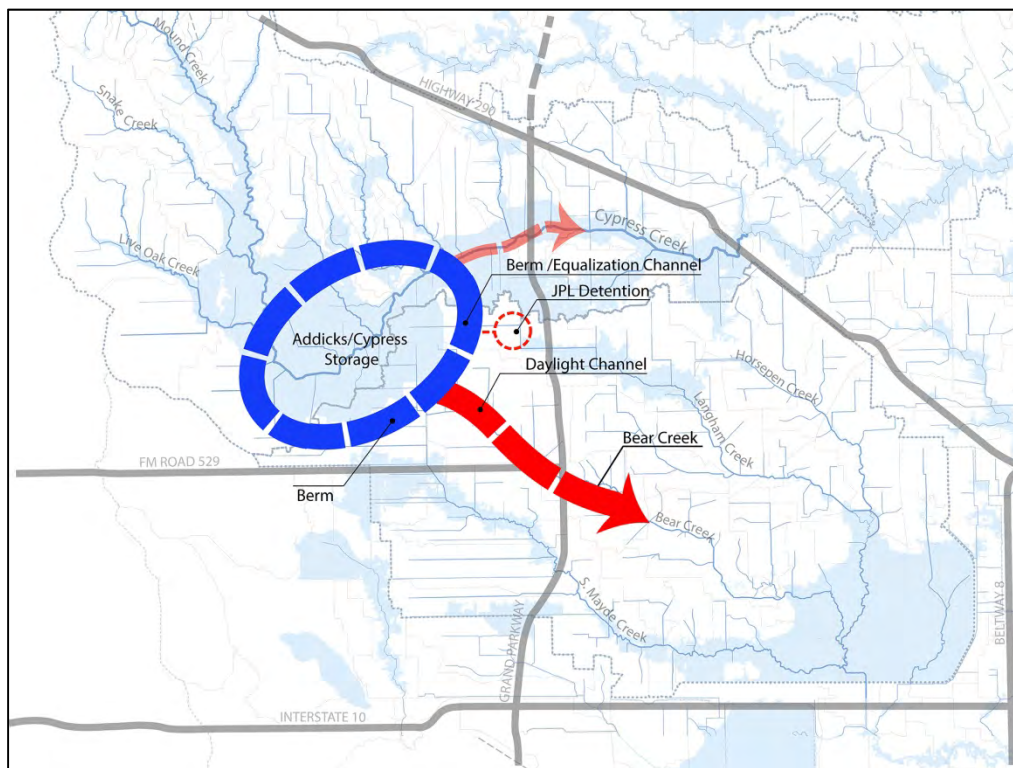 Mound Creek
HIGHWAY 290
Snake Creek
Cypress Creek
Live Oak Creek
Berm /Equalization Channel
JPL Detention
Addicks/Cypress
Storage
Daylight Channel
Horsepen Creek
Langham Creek
Bear Creek
FM ROAD 529
Berm
Bear Creek
S. Mayde Creek
BELTWAY 8
GRAND PARKWAY
INTERSTATE 10